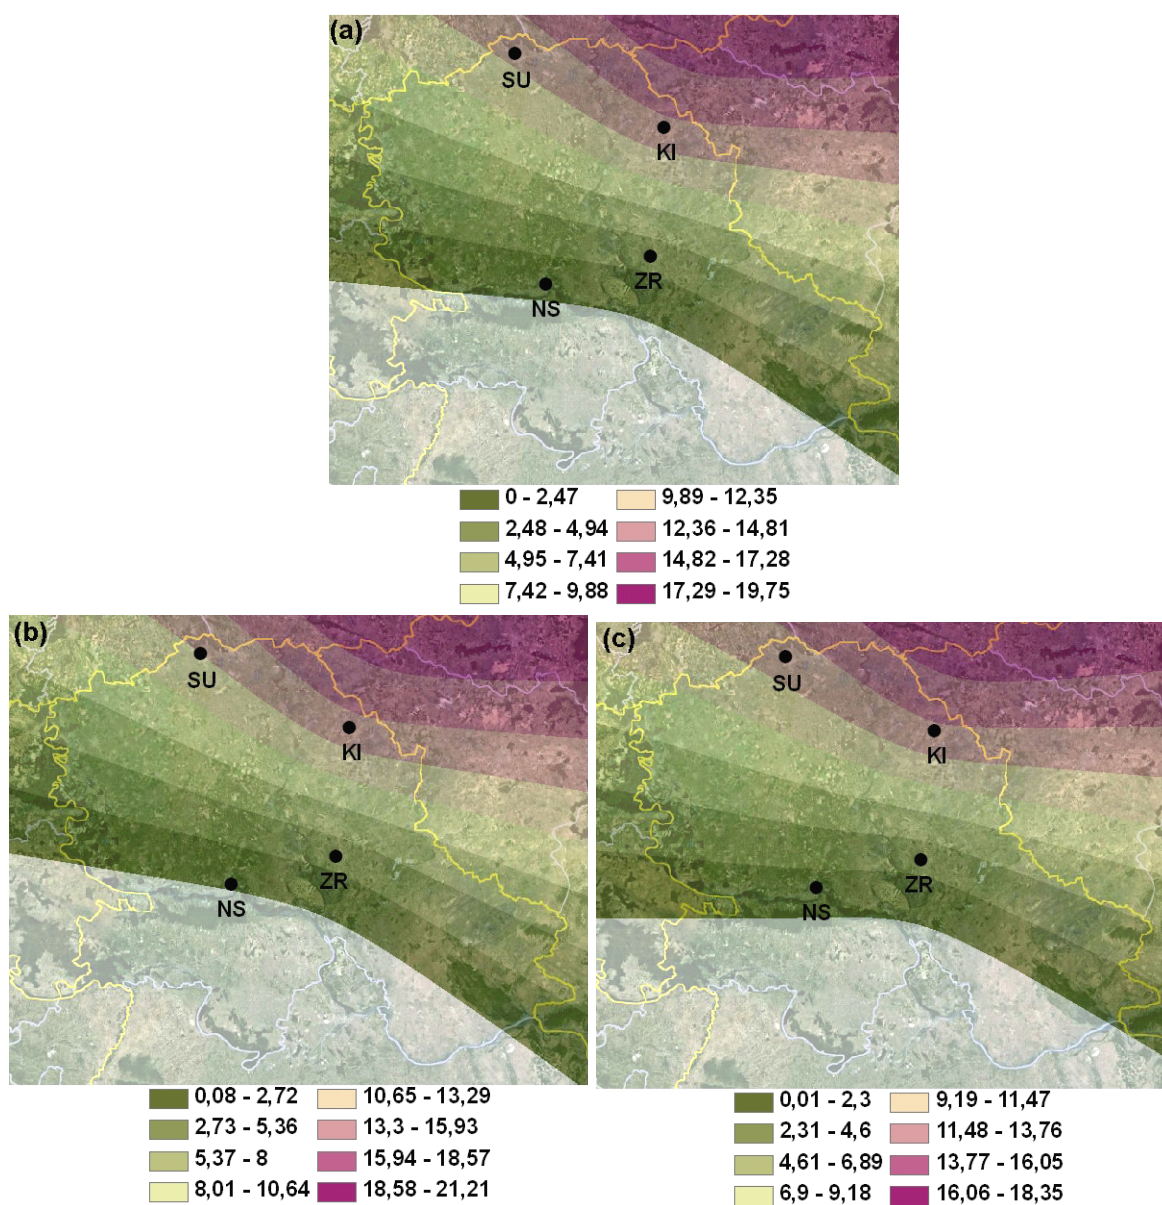 (a)
SU
KI
ZR
NS
0 - 2,47
9,89 - 12,35
2,48 - 4,94
12,36 - 14,81
4,95 - 7,41
14,82 - 17,28
7,42 - 9,88
17,29 - 19,75
(b)
SU
KI
ZR
NS
0,08 - 2,72
10,65 - 13,29
2,73 - 5,36
13,3 - 15,93
5,37 - 8
15,94 - 18,57
8,01 - 10,64
18,58 - 21,21
(c)
SU
KI
ZR
NS
0,01 - 2,3
9,19 - 11,47
2,31 - 4,6
11,48 - 13,76
4,61 - 6,89
13,77 - 16,05
6,9 - 9,18
16,06 - 18,35